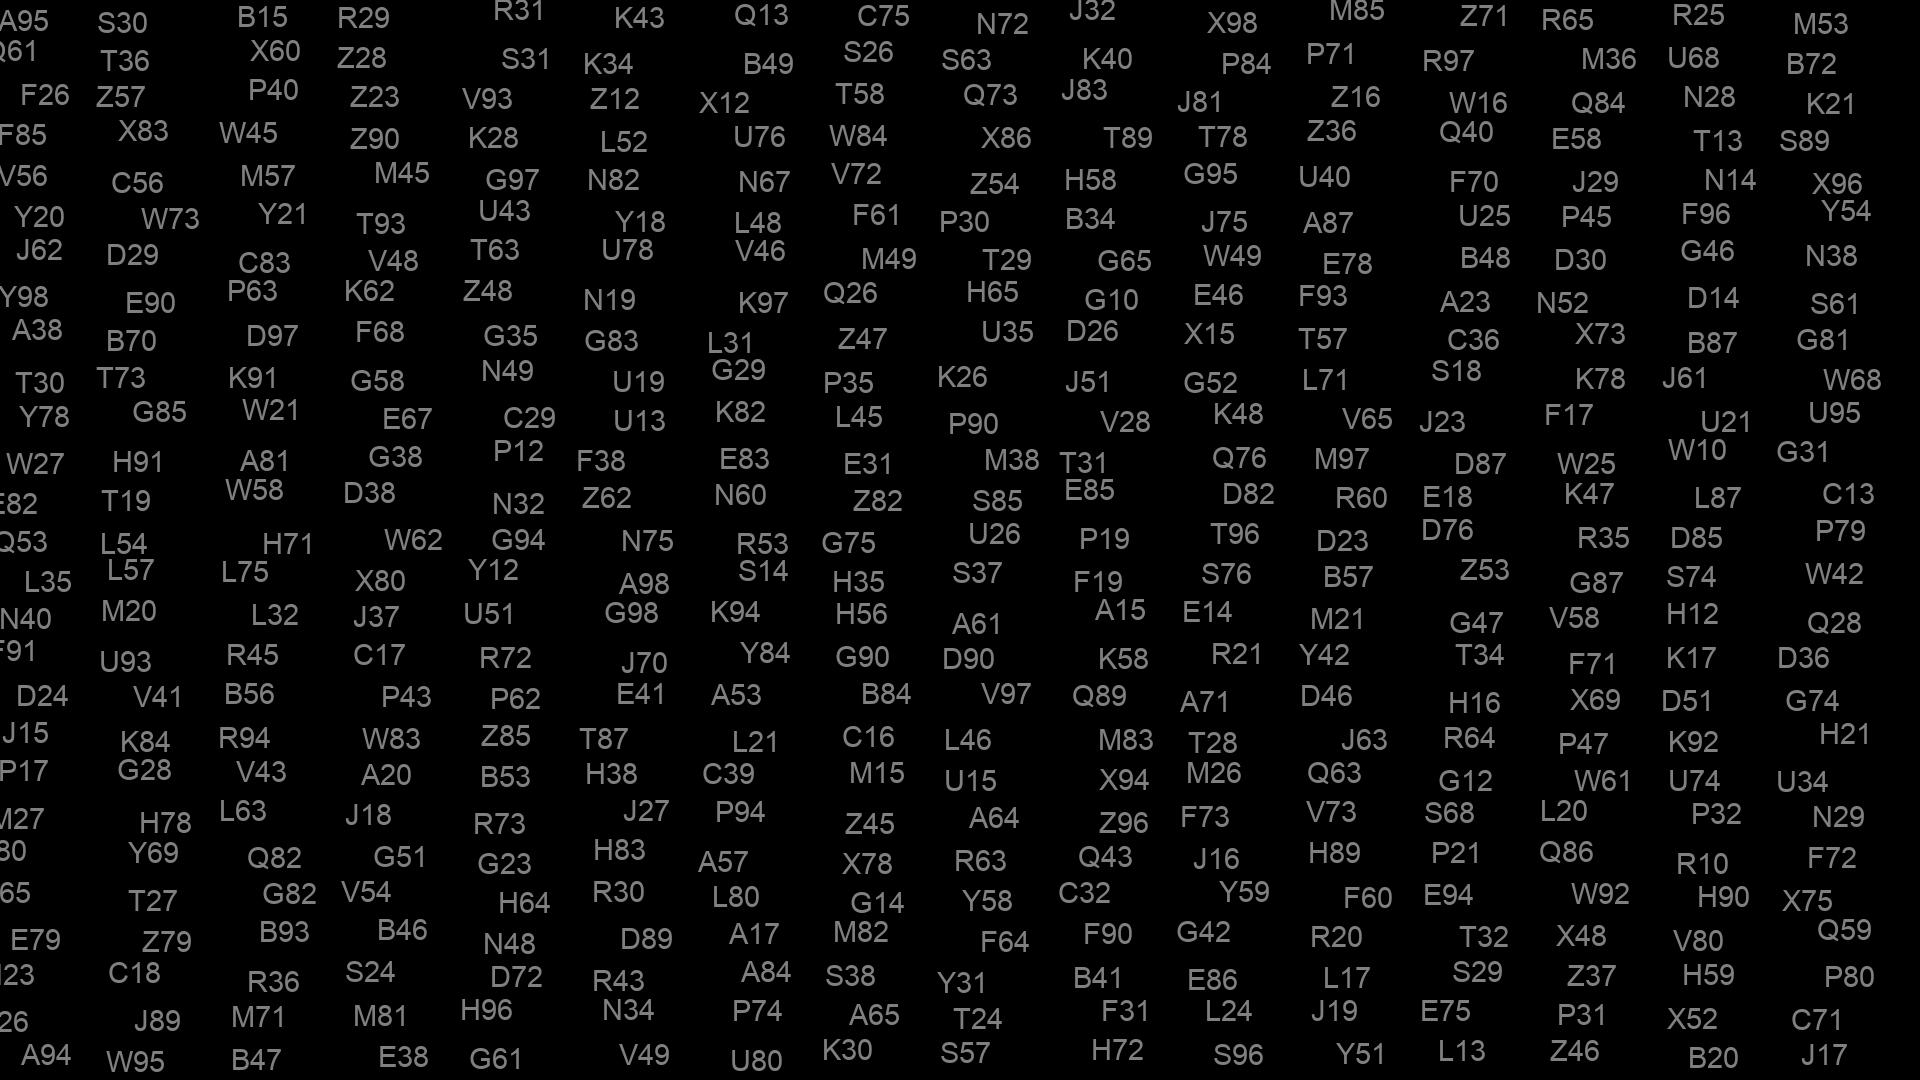 A95 S30 B15 R29 R31 K43 Q13 C75 N72 J32 X98 M85 Z71 R65 R25 M53
Q61 T36 X60 Z28 S31 K34 B49 S26 S63 K40 P84 P71 R97 M36 U68 B72
F26 Z57 P40 Z23 V93 Z12 X12 T58 Q73 J83 J81 Z16 W16 Q84 N28 K21
F85 X83 W45 Z90 K28 L52 U76 W84 X86 T89 T78 Z36 Q40 E58 T13 S89
V56 C56 M57 M45 G97 N82 N67 V72 Z54 H58 G95 U40 F70 J29 N14 X96
Y20 W73 Y21 T93 U43 Y18 L48 F61 P30 B34 J75 A87 U25 P45 F96 Y54
J62 D29 C83 V48 T63 U78 V46 M49 T29 G65 W49 E78 B48 D30 G46 N38
Y98 E90 P63 K62 Z48 N19 K97 Q26 H65 G10 E46 F93 A23 N52 D14 S61
A38 B70 D97 F68 G35 G83 L31 Z47 U35 D26 X15 T57 C36 X73 B87 G81
T30 T73 K91 G58 N49 U19 G29 P35 K26 J51 G52 L71 S18 K78 J61 W68
Y78 G85 W21 E67 C29 U13 K82 L45 P90 V28 K48 V65 J23 F17 U21 U95
W27 H91 A81 G38 P12 F38 E83 E31 M38 T31 Q76 M97 D87 W25 W10 G31
E82 T19 W58 D38 N32 Z62 N60 Z82 S85 E85 D82 R60 E18 K47 L87 C13
Q53 L54 H71 W62 G94 N75 R53 G75 U26 P19 T96 D23 D76 R35 D85 P79
L35 L57 L75 X80 Y12 A98 S14 H35 S37 F19 S76 B57 Z53 G87 S74 W42
N40 M20 L32 J37 U51 G98 K94 H56 A61 A15 E14 M21 G47 V58 H12 Q28
F91 U93 R45 C17 R72 J70 Y84 G90 D90 K58 R21 Y42 T34 F71 K17 D36
D24 V41 B56 P43 P62 E41 A53 B84 V97 Q89 A71 D46 H16 X69 D51 G74
J15 K84 R94 W83 Z85 T87 L21 C16 L46 M83 T28 J63 R64 P47 K92 H21
P17 G28 V43 A20 B53 H38 C39 M15 U15 X94 M26 Q63 G12 W61 U74 U34
M27 H78 L63 J18 R73 J27 P94 Z45 A64 Z96 F73 V73 S68 L20 P32 N29
80 Y69 Q82 G51 G23 H83 A57 X78 R63 Q43 J16 H89 P21 Q86 R10 F72
65 T27 G82 V54 H64 R30 L80 G14 Y58 C32 Y59 F60 E94 W92 H90 X75
E79 Z79 B93 B46 N48 D89 A17 M82 F64 F90 G42 R20 T32 X48 V80 Q59
23 C18 R36 S24 D72 R43 A84 S38 Y31 B41 E86 L17 S29 Z37 H59 P80
26 J89 M71 M81 H96 N34 P74 A65 T24 F31 L24 J19 E75 P31 X52 C71
A94 W95 B47 E38 G61 V49 U80 K30 S57 H72 S96 Y51 L13 Z46 B20 J17